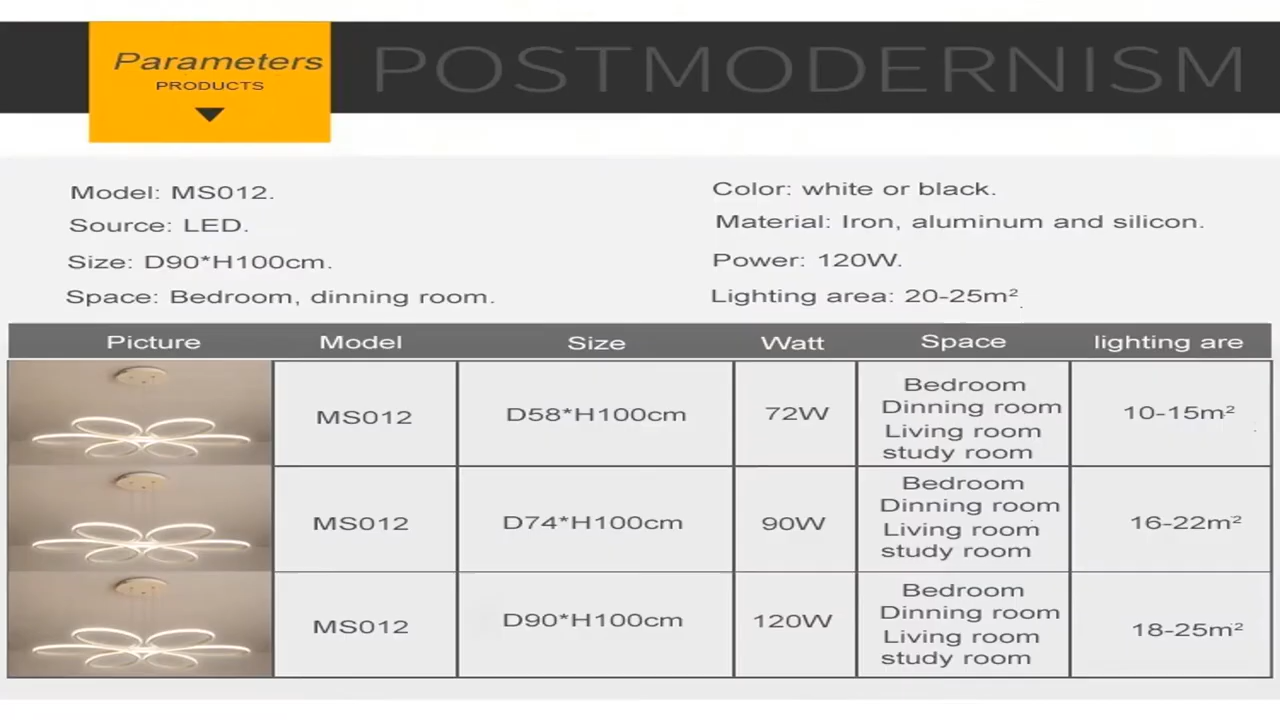 Parameters
PRODUCTS
POSTMODERNISM
Model: MS012.
Source: LED.
Size: D90*H100cm.
Space: Bedroom, dinning room.
Color: white or black.
Material: Iron, aluminum and silicon.
Power: 120W.
Lighting area: 20-25m²
Picture Model Size Watt Space lighting are
MS012 D58*H100cm 72W Bedroom
Dinning room
Living room
study room
10-15m²
MS012 D74*H100cm 90W Bedroom
Dinning room
Living room
study room
16-22m²
MS012 D90*H100cm 120W Bedroom
Dinning room
Living room
study room
18-25m²